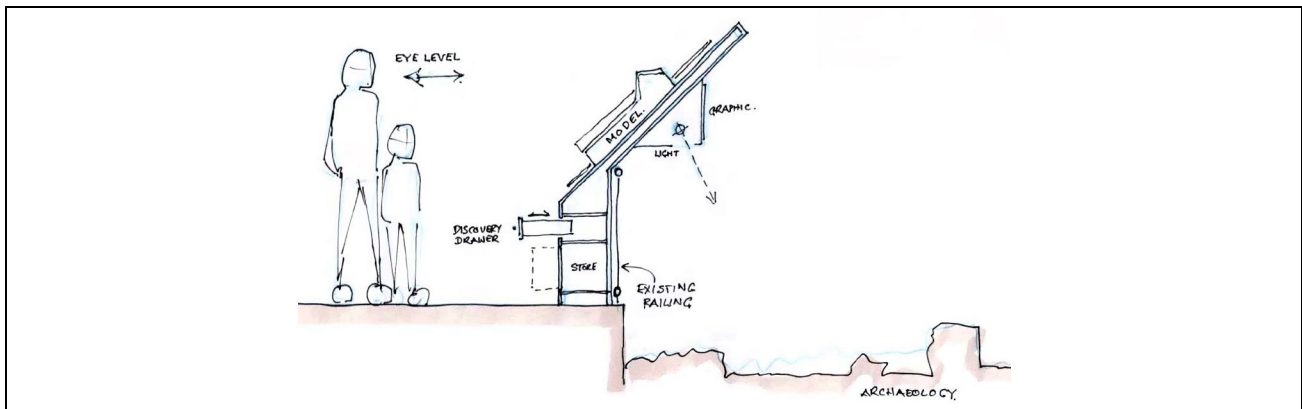 EYE LEVEL
MODEL.
GRAPHIC.
LIGHT
DISCOVERY
DRAWER
STORE
EXISTING
RAILING
ARCHAEOLOGY.